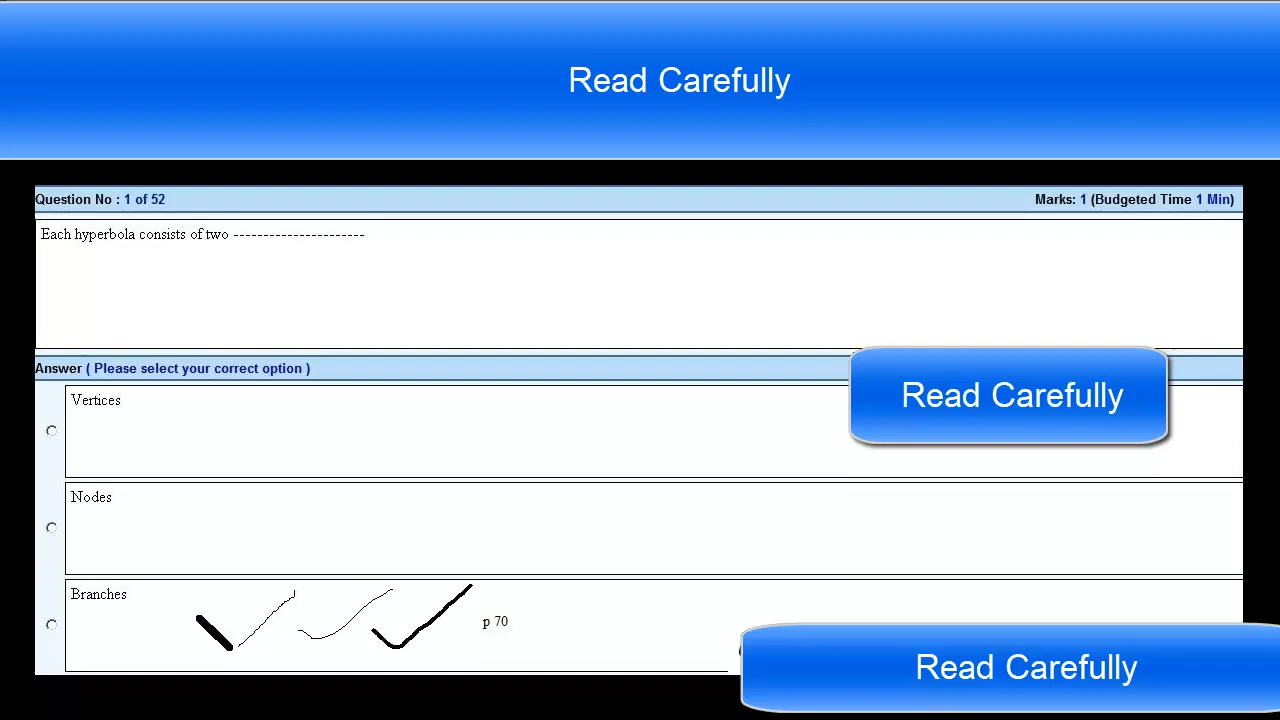 Read Carefully
Question No : 1 of 52 Marks: 1 (Budgeted Time 1 Min)
Each hyperbola consists of two ----------------------
Answer ( Please select your correct option )
Read Carefully
Vertices
Nodes
Branches
p 70
Read Carefully